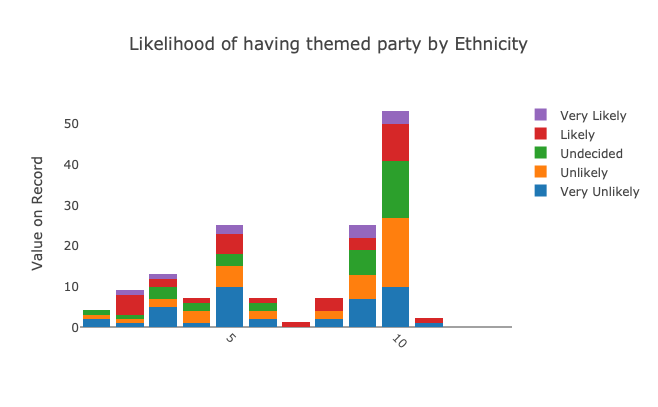 Likelihood of having themed party by Ethnicity
Value on Record
50
40
30
20
10
0
5
10
Very Likely
Likely
Undecided
Unlikely
Very Unlikely